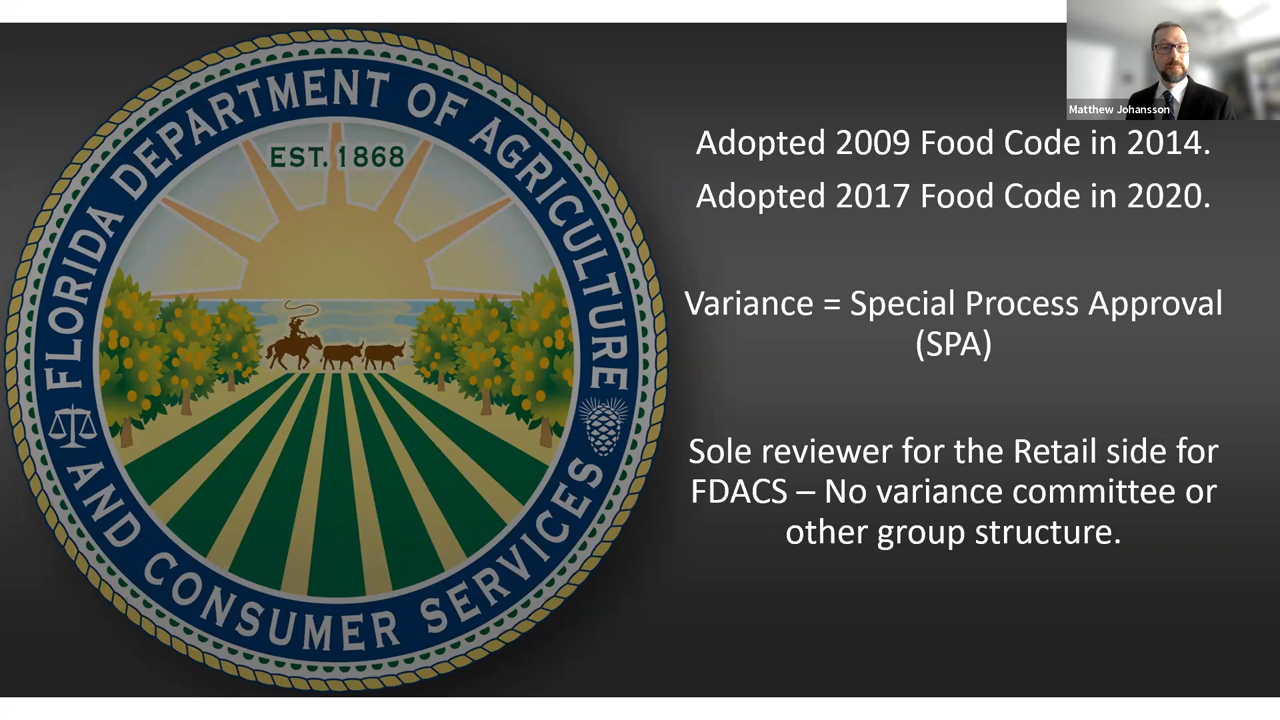 FLORIDA DEPARTMENT OF AGRICULTURE
AND CONSUMER SERVICES
EST. 1868
Matthew Johansson
Adopted 2009 Food Code in 2014.
Adopted 2017 Food Code in 2020.
Variance = Special Process Approval
(SPA)
Sole reviewer for the Retail side for
FDACS – No variance committee or
other group structure.